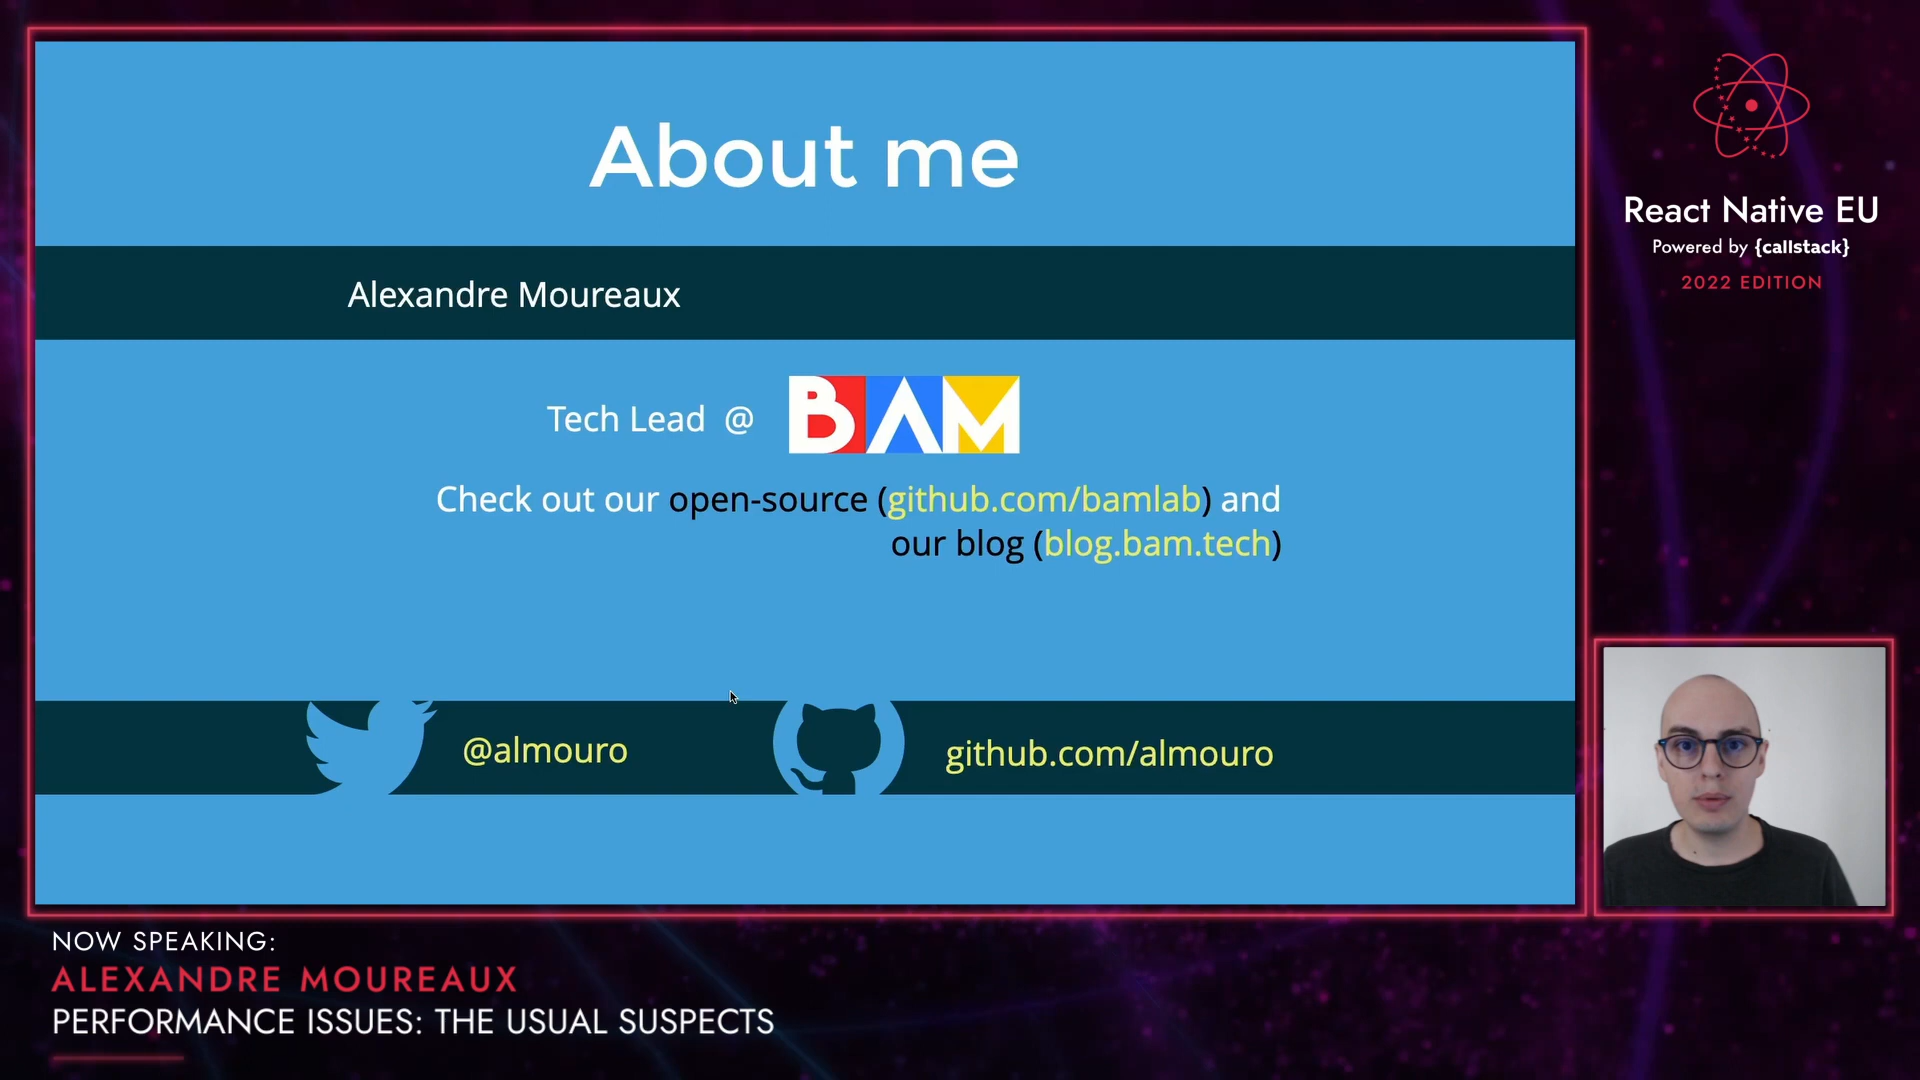 About me
Alexandre Moureaux
Tech Lead @ BAM
Check out our open-source (github.com/bamlab) and
our blog (blog.bam.tech)
@almouro
github.com/almouro
React Native EU
Powered by {callstack}
2022 EDITION
NOW SPEAKING:
ALEXANDRE MOUREAUX
PERFORMANCE ISSUES: THE USUAL SUSPECTS